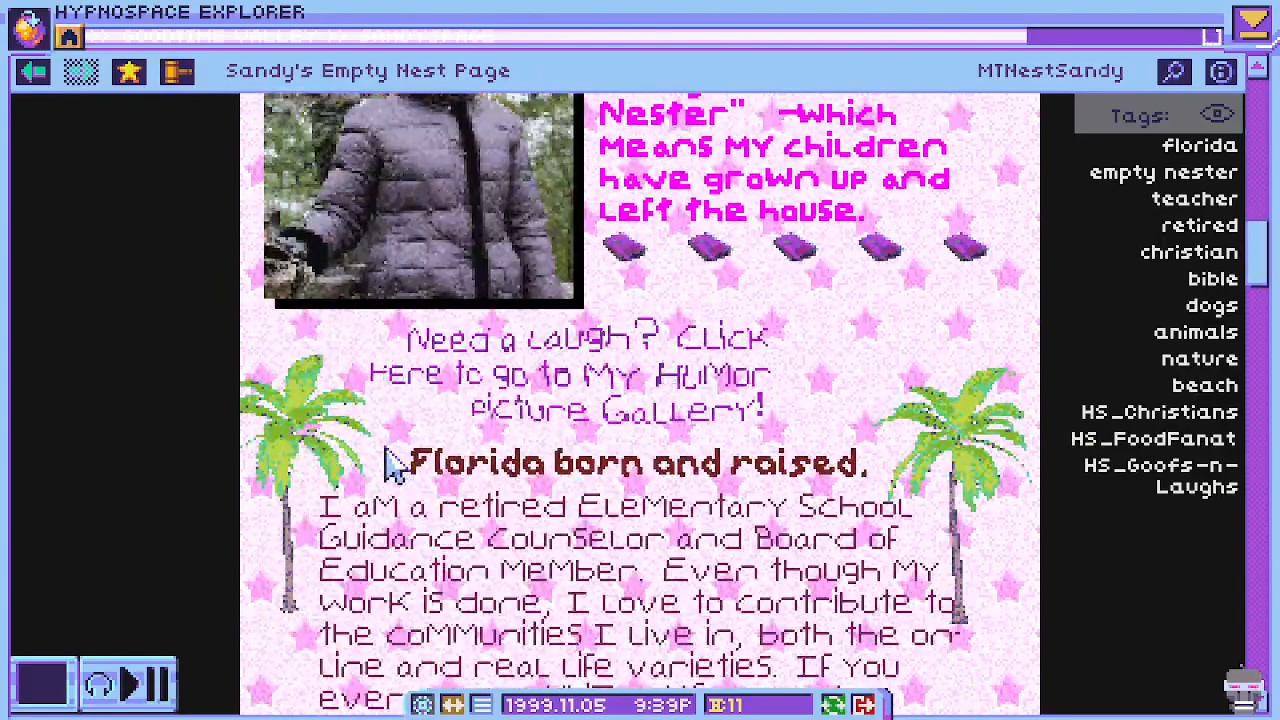 HYPNOSPACE EXPLORER
Sandy's Empty Nest Page
MTNestSandy
Nester" -Which
Means My children
have grown up and
left the house.
Need a laugh? Click
Here to go to My Humor
Picture Gallery!
Florida born and raised.
I am a retired Elementary School
Guidance Counselor and Board of
Education Member. Even though My
work is done, I love to contribute to
the communities I live in, both the on-
line and real life varieties. If you
ever
Tags:
florida
empty nester
teacher
retired
christian
bible
dogs
animals
nature
beach
HS_Christians
HS_FoodFanat
HS_Goofs-n-
Laughs
1999.11.05 9:39P
11